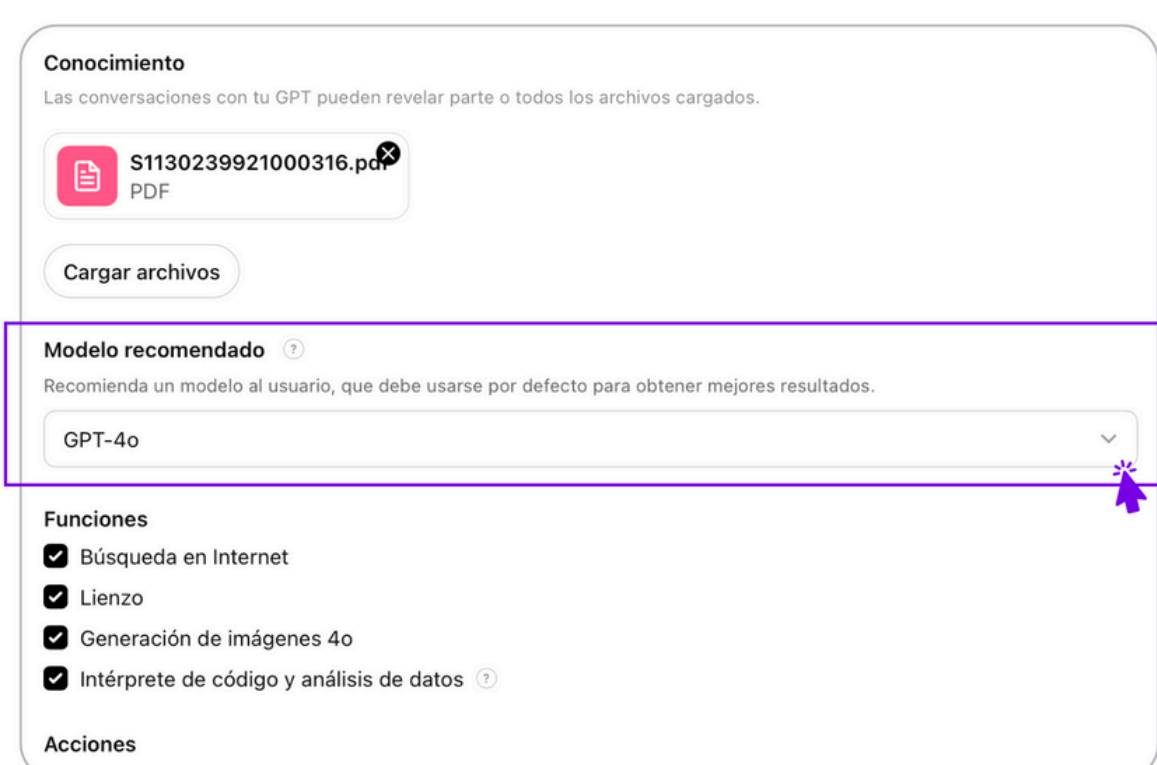 Conocimiento
Las conversaciones con tu GPT pueden revelar parte o todos los archivos cargados.
S1130239921000316.pdf
PDF
Cargar archivos
Modelo recomendado ?
Recomienda un modelo al usuario, que debe usarse por defecto para obtener mejores resultados.
GPT-4o
Funciones
Búsqueda en Internet
Lienzo
Generación de imágenes 4o
Intérprete de código y análisis de datos ?
Acciones